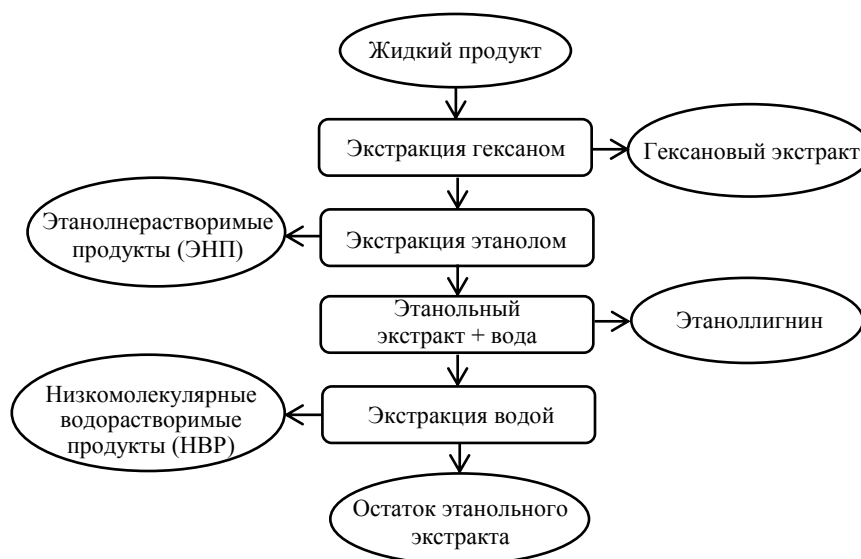 Жидкий продукт
Экстракция гексаном
Гексановый экстракт
Этанолнерастворимые
продукты (ЭНП)
Экстракция этанолом
Этанольный
экстракт + вода
Этаноллигнин
Низкомолекулярные
водорастворимые
продукты (НВР)
Экстракция водой
Остаток этанольного
экстракта